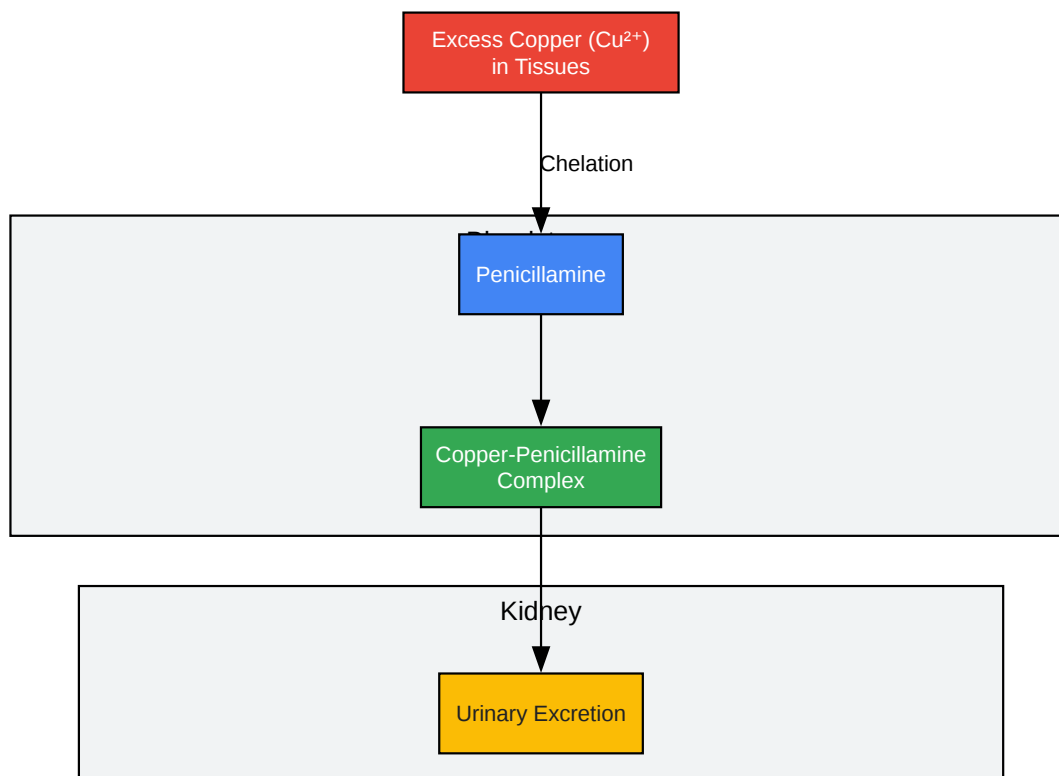 Excess Copper (Cu²⁺)
in Tissues
Chelation
Penicillamine
Copper-Penicillamine
Complex
Kidney
Urinary Excretion